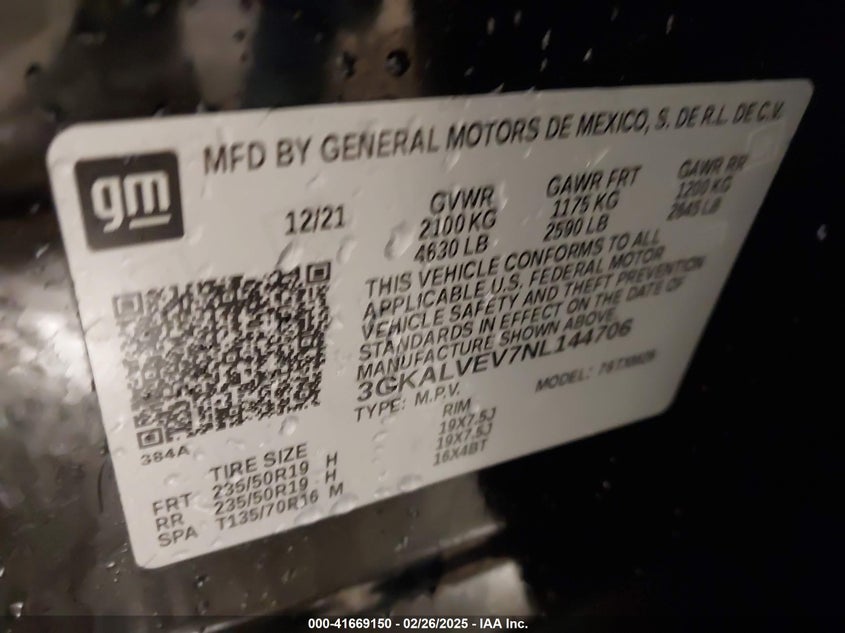 gm
MFD BY GENERAL MOTORS DE MEXICO, S. DE R.L. DE C.V.
12/21
GVWR
2100 KG
4630 LB
GAWR FRT
1175 KG
2590 LB
GAWR RR
1200 KG
2645 LB
THIS VEHICLE CONFORMS TO ALL
APPLICABLE U.S. FEDERAL MOTOR
VEHICLE SAFETY AND THEFT PREVENTION
STANDARDS IN EFFECT ON THE DATE OF
MANUFACTURE SHOWN ABOVE.
3GKALVEV7NL144706
TYPE: M.P.V.
MODEL:
384A
TIRE SIZE
RIM
FRT 235/50R19 H 19X7.5J
RR 235/50R19 H 19X7.5J
SPA T135/70R16 M 16X4BT
000-41669150 — 02/26/2025 — IAA Inc.